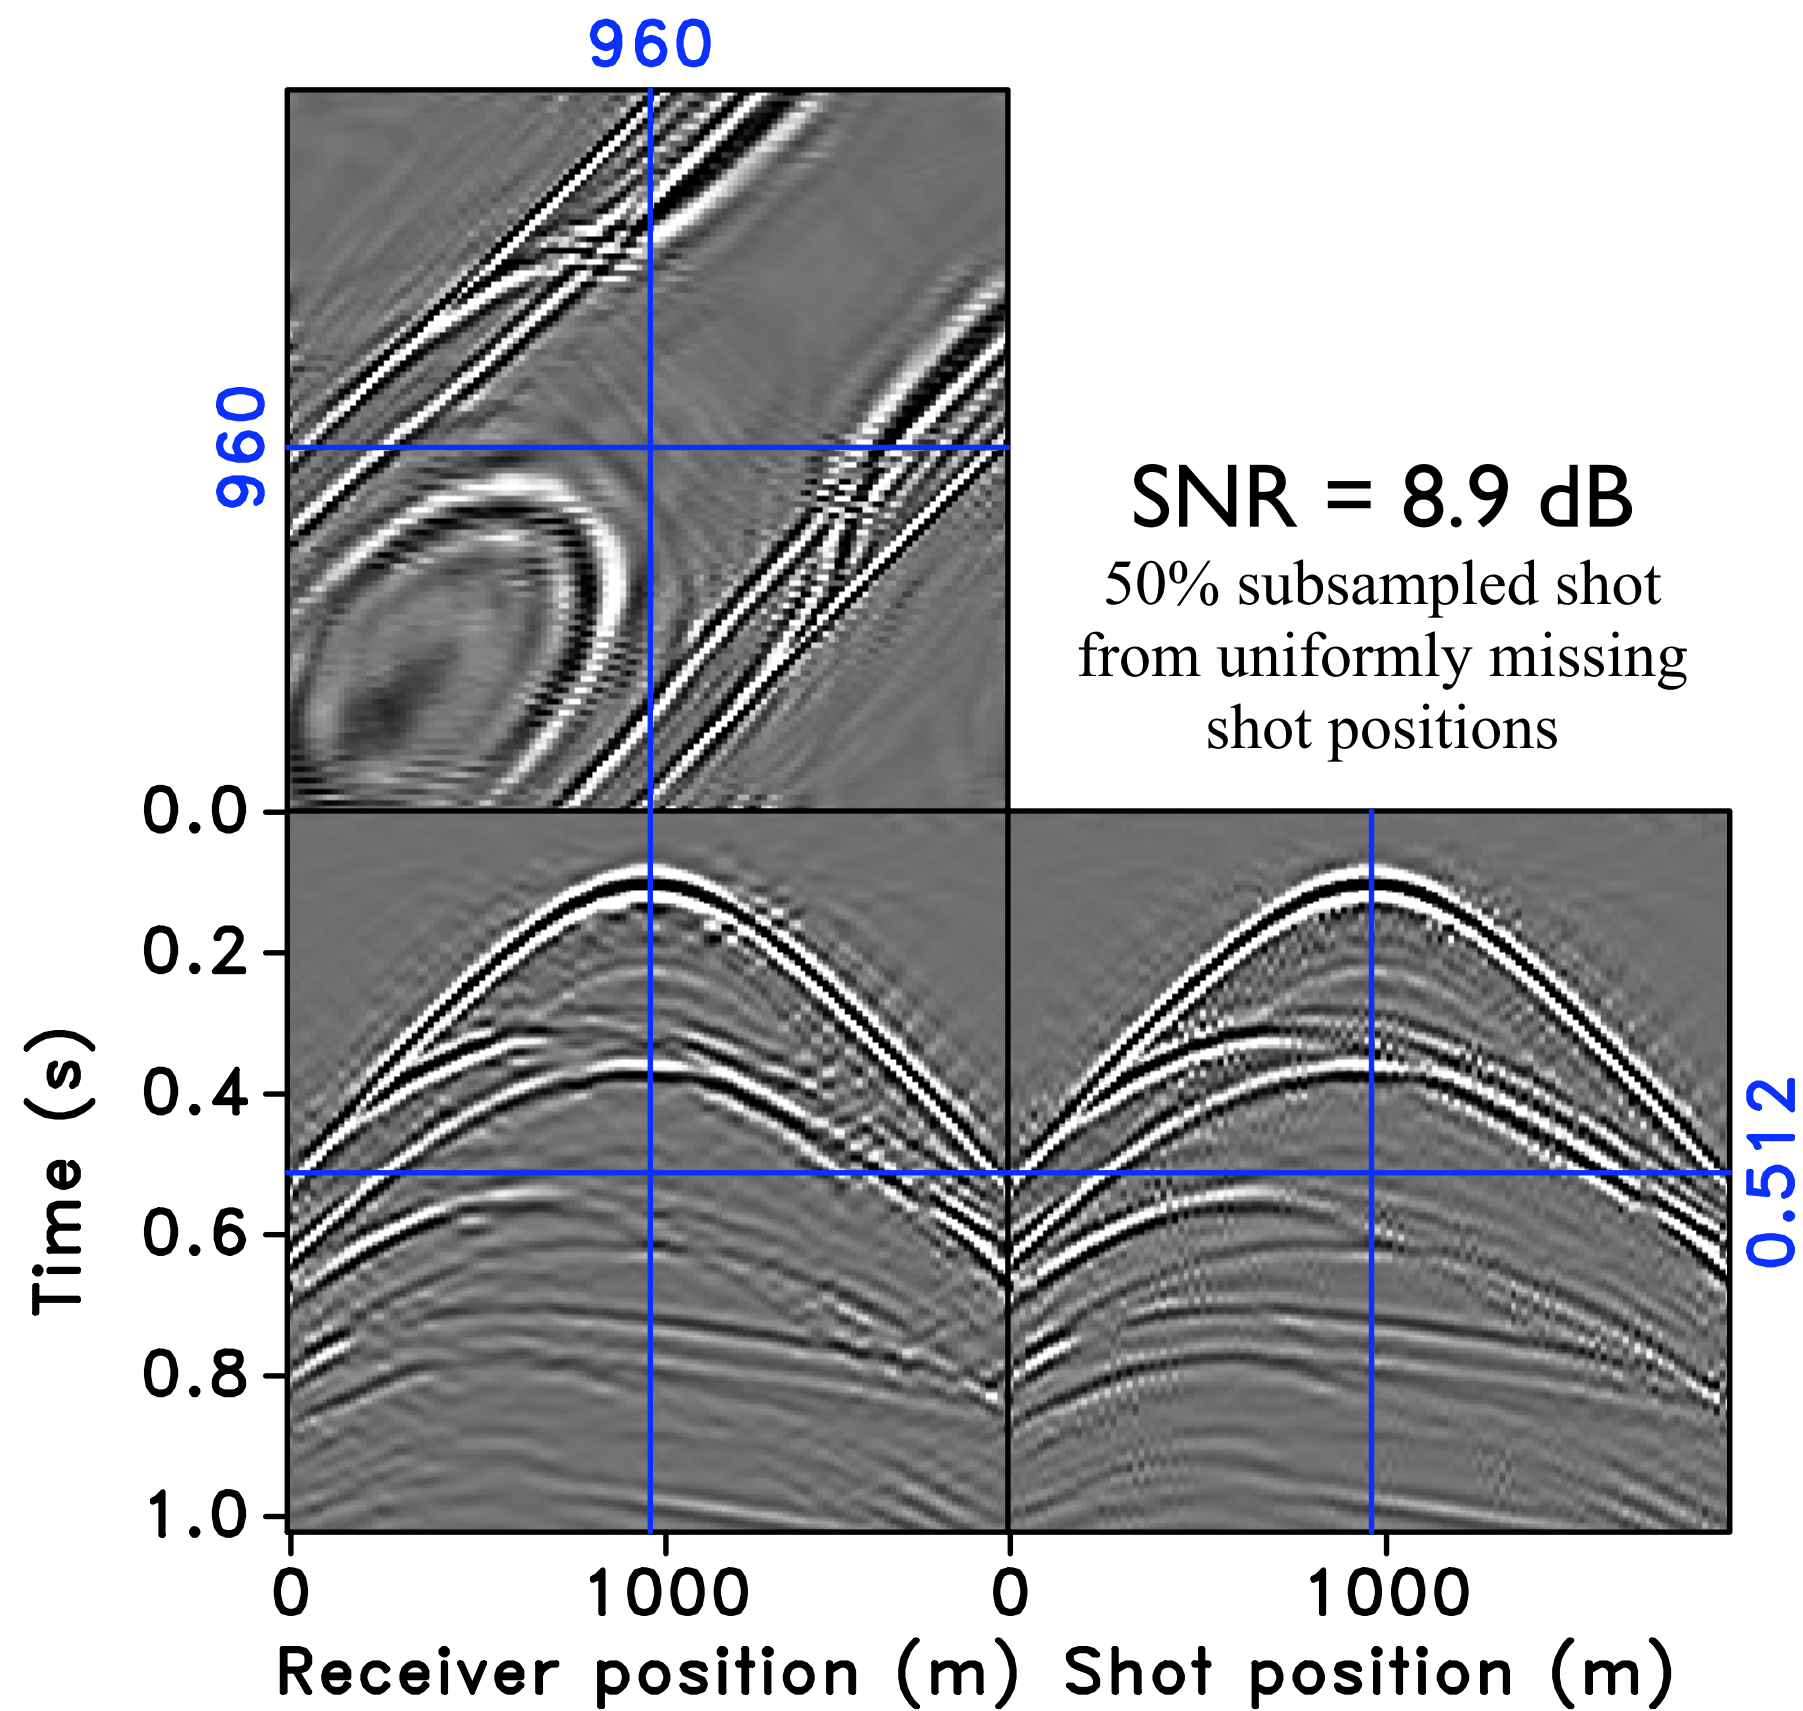 960
960
SNR = 8.9 dB
50% subsampled shot
from uniformly missing
shot positions
0.0
0.2
0.4
0.6
0.8
1.0
Time (s)
0.512
0
1000
0
1000
Receiver position (m)
Shot position (m)